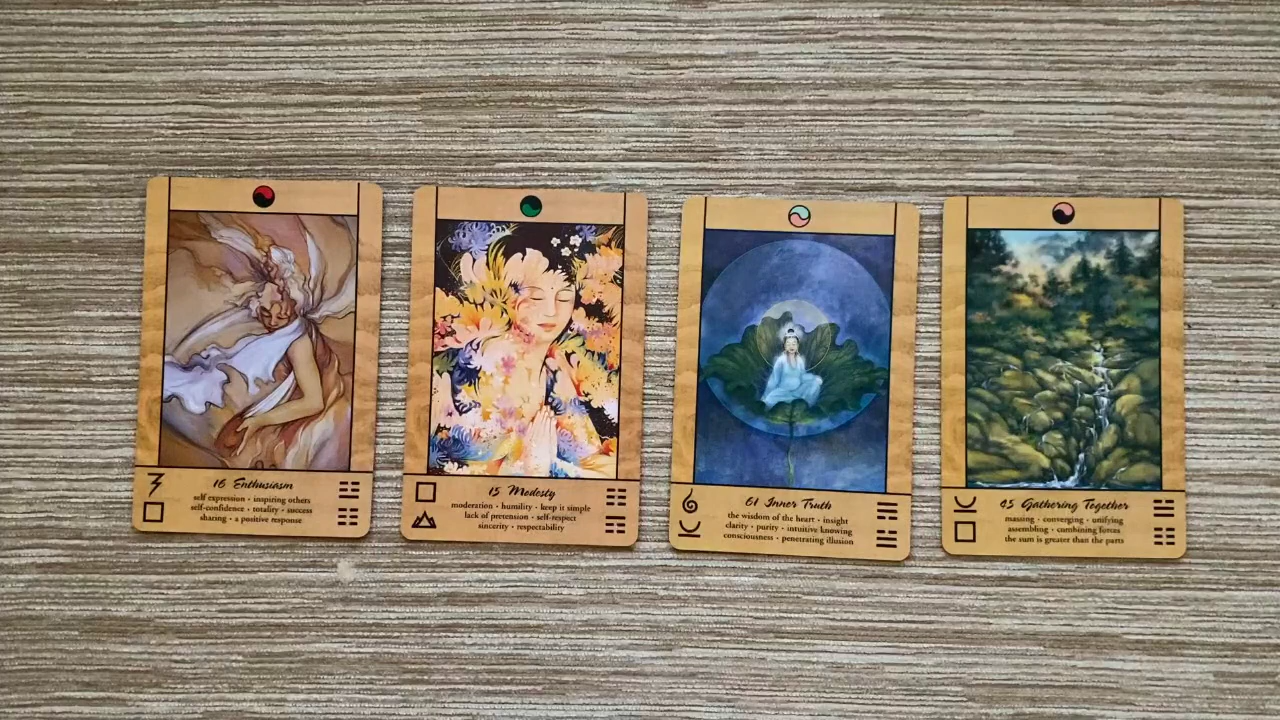 16 Enthusiasm
self expression • inspiring others
self-confidence • totality • success
sharing • a positive response
15 Modesty
moderation • humility • keep it simple
lack of pretension • self-respect
sincerity • respectability
61 Inner Truth
the wisdom of the heart • insight
clarity • purity • intuitive knowing
consciousness • penetrating illusion
45 Gathering Together
massing • converging • unifying
assembling • combining forces
the sum is greater than the parts